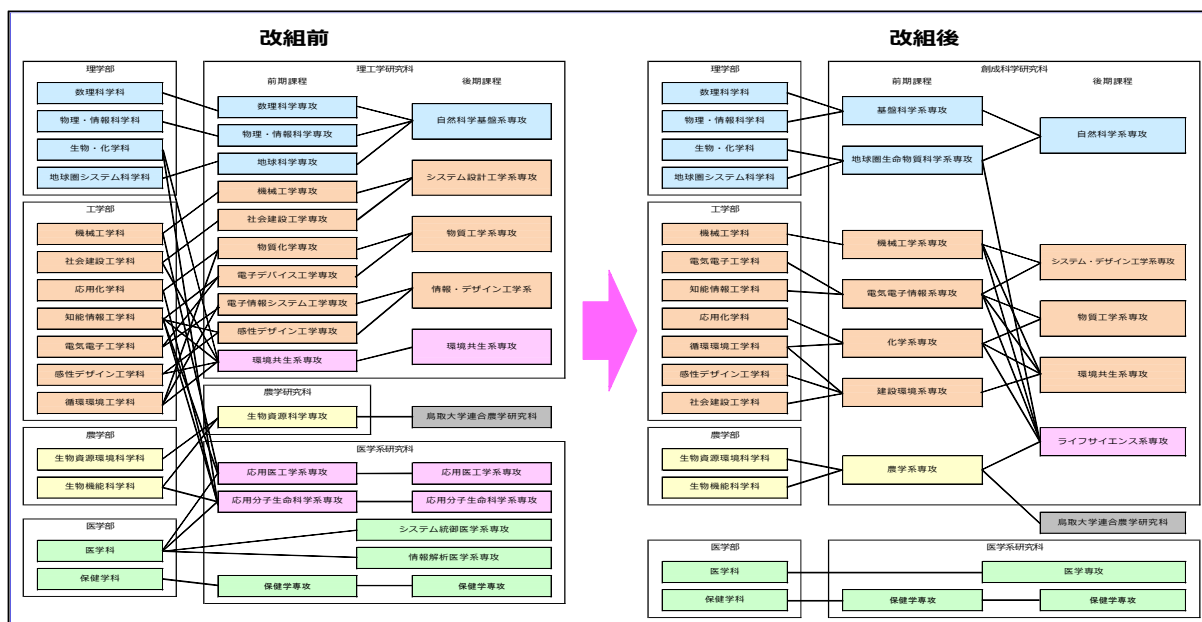 改組前
理学部
数理科学科
物理・情報科学科
生物・化学科
地球圏システム科学科
工学部
機械工学科
社会建設工学科
応用化学科
知能情報工学科
電気電子工学科
感性デザイン工学科
循環環境工学科
農学部
生物資源環境科学科
生物機能科学科
医学部
医学科
保健学科
理工学研究科
前期課程
後期課程
数理科学専攻
物理・情報科学専攻
地球科学専攻
機械工学専攻
社会建設工学専攻
物質化学専攻
電子デバイス工学専攻
電子情報システム工学専攻
感性デザイン工学専攻
環境共生系専攻
自然科学基盤系専攻
システム設計工学系専攻
物質工学系専攻
情報・デザイン工学系
環境共生系専攻
農学研究科
生物資源科学専攻
鳥取大学連合農学研究科
医学系研究科
応用医工学系専攻
応用医工学系専攻
応用分子生命科学系専攻
応用分子生命科学系専攻
システム統御医学系専攻
情報解析医学系専攻
保健学専攻
保健学専攻
改組後
理学部
数理科学科
物理・情報科学科
生物・化学科
地球圏システム科学科
工学部
機械工学科
電気電子工学科
知能情報工学科
応用化学科
循環環境工学科
感性デザイン工学科
社会建設工学科
農学部
生物資源環境科学科
生物機能科学科
医学部
医学科
保健学科
創成科学研究科
前期課程
後期課程
基盤科学系専攻
地球圏生命物質科学系専攻
機械工学系専攻
電気電子情報系専攻
化学系専攻
建設環境系専攻
農学系専攻
自然科学系専攻
システム・デザイン工学系専攻
物質工学系専攻
環境共生系専攻
ライフサイエンス系専攻
鳥取大学連合農学研究科
医学系研究科
医学専攻
保健学専攻
保健学専攻